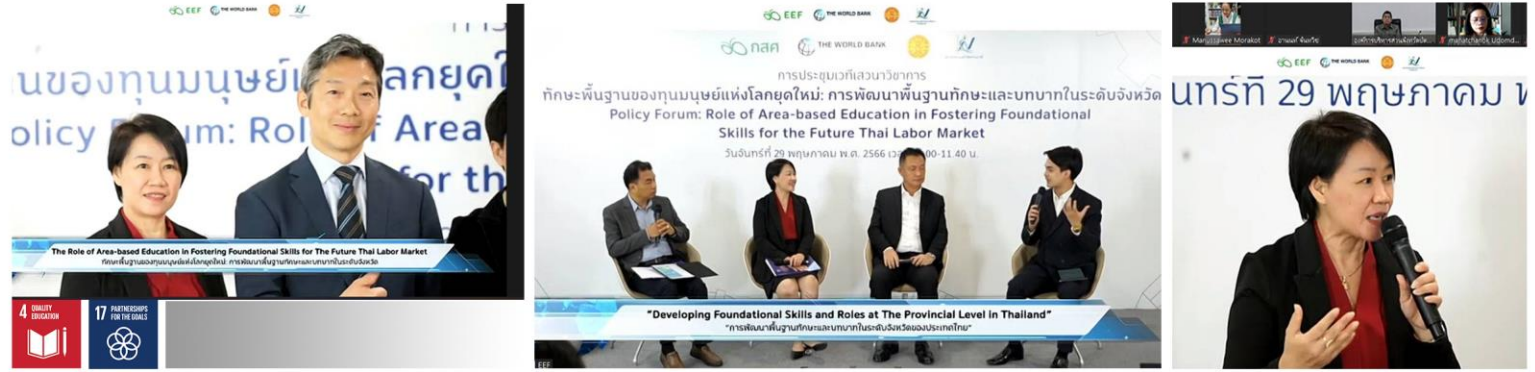 EEF THE WORLD BANK
นของทุนมนุษย์แ ลกยุคใ
olicy F um: Rol f Area
or th
The Role of Area-based Education in Fostering Foundational Skills for The Future Thai Labor Market
ทักษะพื้นฐานของทุนมนุษย์แห่งโลกยุคใหม่: การพัฒนาพื้นฐานทักษะและบทบาทในระดับจังหวัด
4 QUALITY EDUCATION
17 PARTNERSHIPS FOR THE GOALS
EEF THE WORLD BANK
กสศ THE WORLD BANK
การประชุมเวทีเสวนาวิชาการ
ทักษะพื้นฐานของทุนมนุษย์แห่งโลกยุคใหม่: การพัฒนาพื้นฐานทักษะและบทบาทในระดับจังหวัด
Policy Forum: Role of Area-based Education in Fostering Foundational
Skills for the Future Thai Labor Market
วันจันทร์ที่ 29 พฤษภาคม พ.ศ. 2566 เว 00-11.40 น.
"Developing Foundational Skills and Roles at The Provincial Level in Thailand"
"การพัฒนาพื้นฐานทักษะและบทบาทในระดับจังหวัดของประเทศไทย"
EEF
Morakot
EEF THE WORLD BANK
นทร์ที่ 29 พฤษภาคม พ